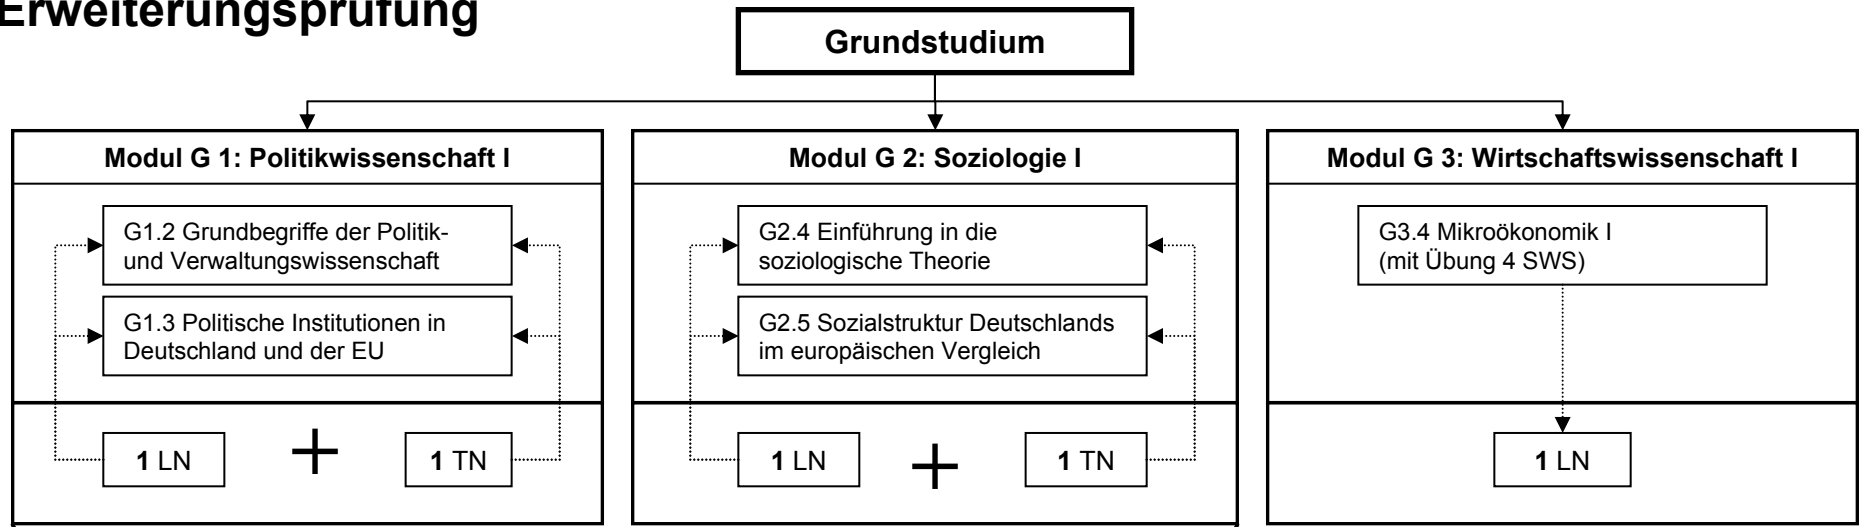 Erweiterungsprüfung
Grundstudium
Modul G 1: Politikwissenschaft I
G1.2 Grundbegriffe der Politik-
und Verwaltungswissenschaft
G1.3 Politische Institutionen in
Deutschland und der EU
1 LN
+
1 TN
Modul G 2: Soziologie I
G2.4 Einführung in die
soziologische Theorie
G2.5 Sozialstruktur Deutschlands
im europäischen Vergleich
1 LN
+
1 TN
Modul G 3: Wirtschaftswissenschaft I
G3.4 Mikroökonomik I
(mit Übung 4 SWS)
1 LN